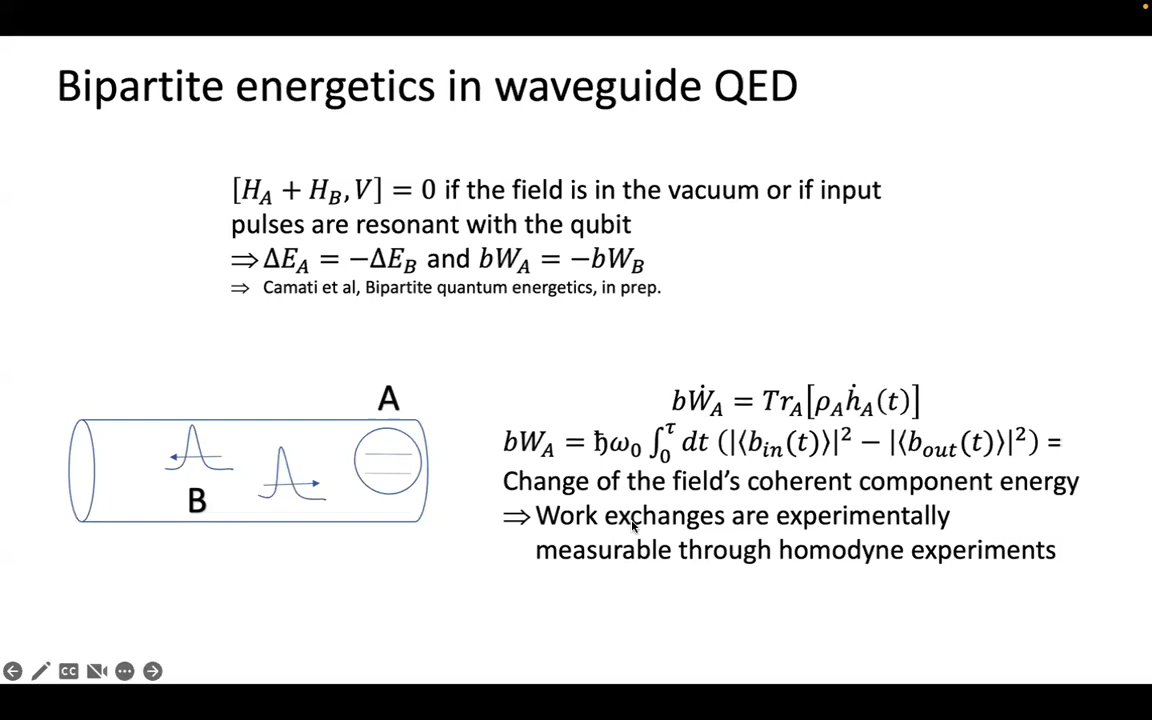 Bipartite energetics in waveguide QED
[H_A + H_B, V] = 0 if the field is in the vacuum or if input
pulses are resonant with the qubit
⟹ ΔE_A = −ΔE_B and bW_A = −bW_B
⇒ Camati et al, Bipartite quantum energetics, in prep.
A
B
bẆ_A = Tr_A[ρ_A ḣ_A(t)]
bW_A = ħω_0 ∫_0^τ dt (|⟨b_in(t)⟩|² − |⟨b_out(t)⟩|²) =
Change of the field's coherent component energy
⟹ Work exchanges are experimentally
measurable through homodyne experiments
CC